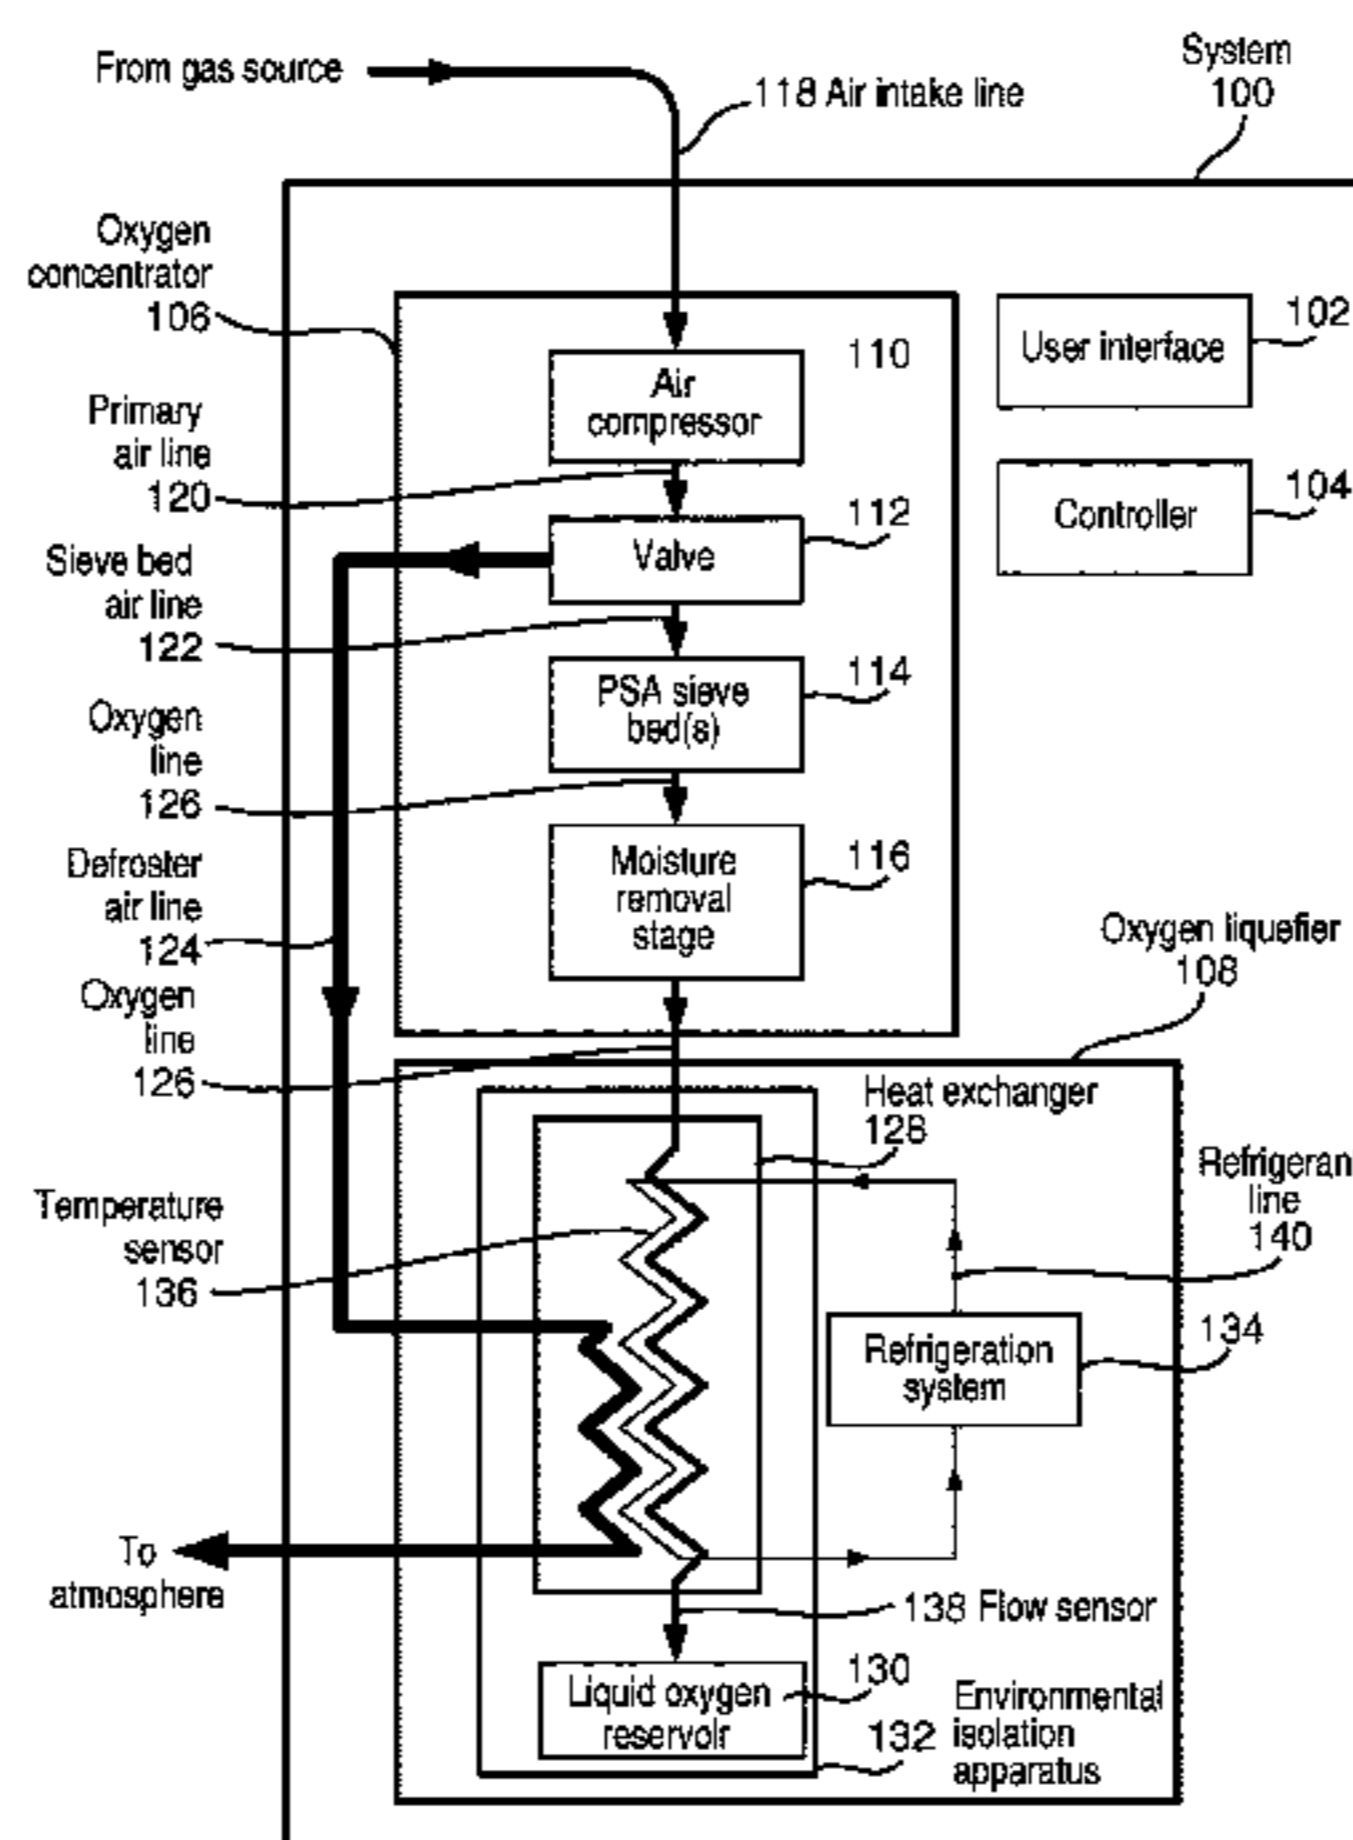 From gas source
118 Air intake line
System
100
Oxygen
concentrator
106
110
Air
compressor
User interface
102
Primary
air line
120
Controller
104
112
Valve
Sieve bed
air line
122
114
PSA sieve
bed(s)
Oxygen
line
126
116
Moisture
removal
stage
Defroster
air line
124
Oxygen liquefier
108
Oxygen
line
126
Heat exchanger
128
Refrigeran
line
140
Temperature
sensor
136
134
Refrigeration
system
To
atmosphere
138 Flow sensor
130
Liquid oxygen
reservoir
132
Environmental
isolation
apparatus